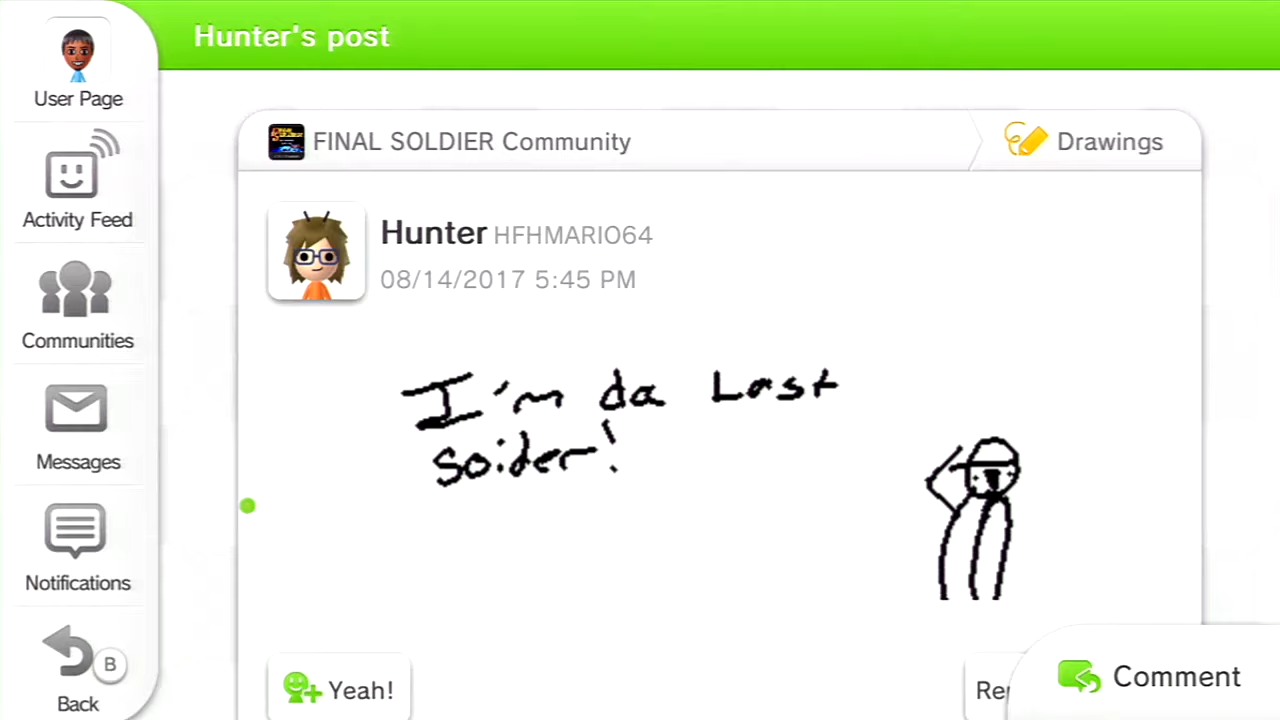 Hunter's post
User Page
Activity Feed
Communities
Messages
Notifications
B
Back
FINAL SOLDIER Community
Drawings
Hunter HFHMARIO64
08/14/2017 5:45 PM
I'm da Last
soider!
Yeah!
Comment